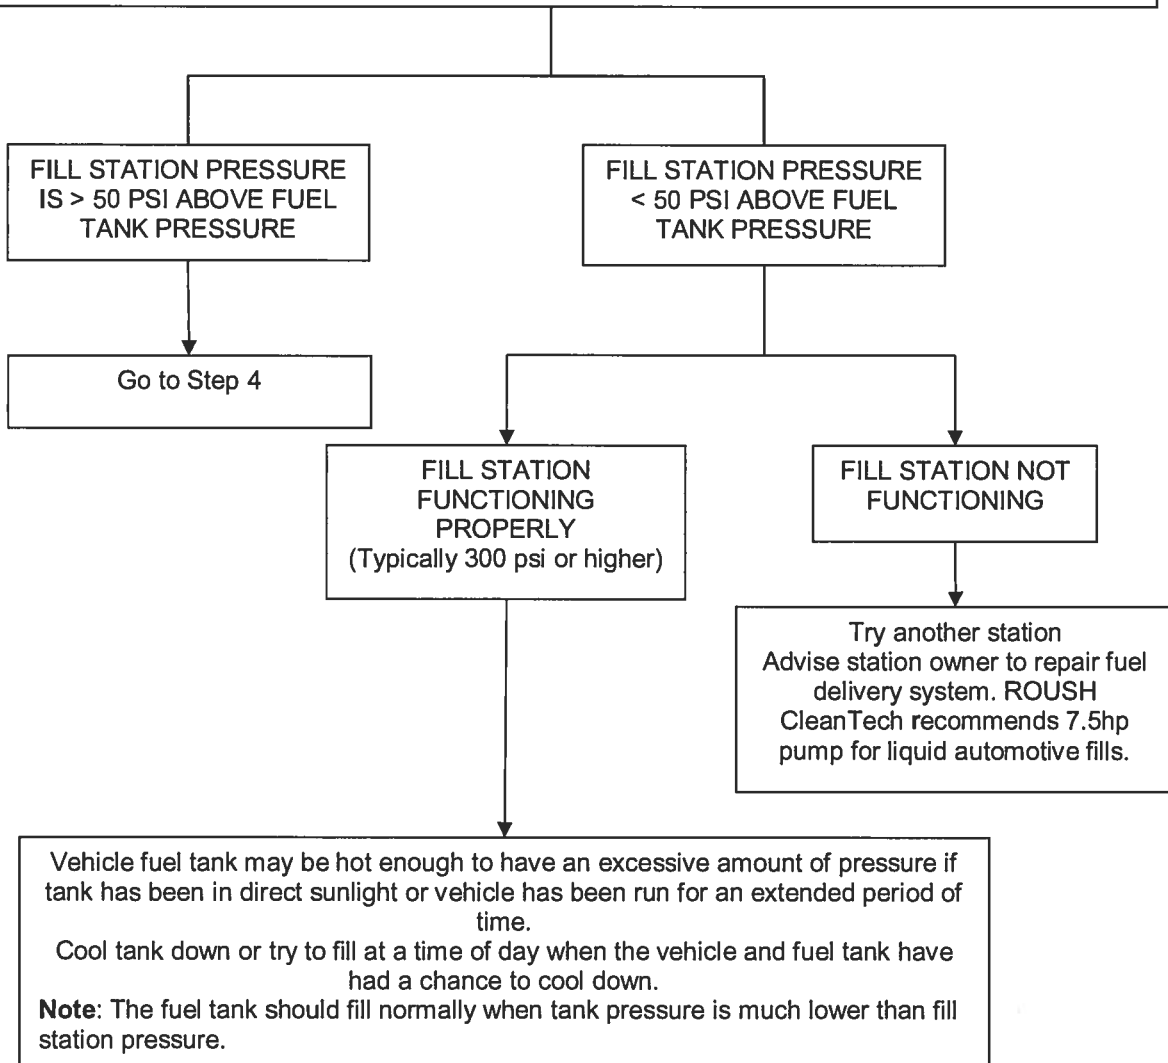 FILL STATION PRESSURE
IS > 50 PSI ABOVE FUEL
TANK PRESSURE
FILL STATION PRESSURE
< 50 PSI ABOVE FUEL
TANK PRESSURE
Go to Step 4
FILL STATION
FUNCTIONING
PROPERLY
(Typically 300 psi or higher)
FILL STATION NOT
FUNCTIONING
Try another station
Advise station owner to repair fuel
delivery system. ROUSH
CleanTech recommends 7.5hp
pump for liquid automotive fills.
Vehicle fuel tank may be hot enough to have an excessive amount of pressure if
tank has been in direct sunlight or vehicle has been run for an extended period of
time.
Cool tank down or try to fill at a time of day when the vehicle and fuel tank have
had a chance to cool down.
Note: The fuel tank should fill normally when tank pressure is much lower than fill
station pressure.